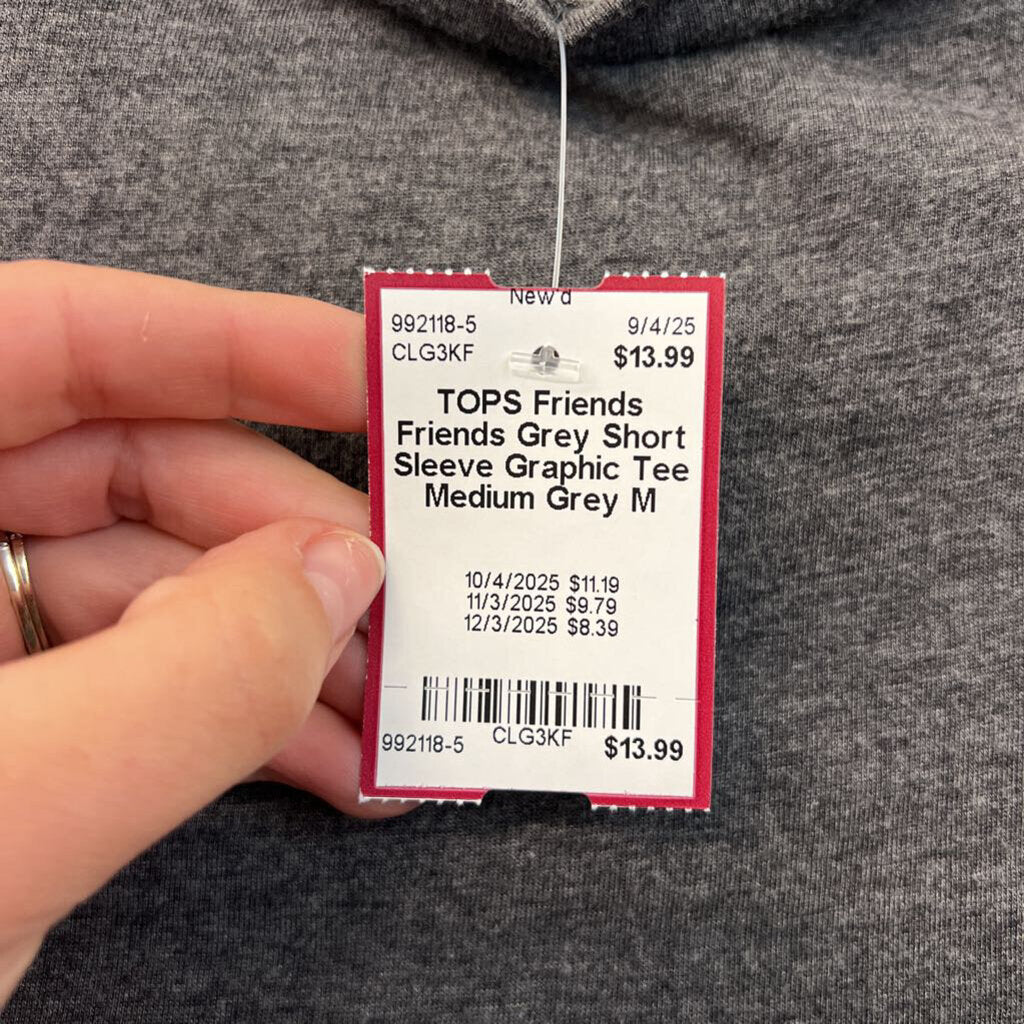 New'd
992118-5 9/4/25
CLG3KF $13.99
TOPS Friends
Friends Grey Short
Sleeve Graphic Tee
Medium Grey M
10/4/2025 $11.19
11/3/2025 $9.79
12/3/2025 $8.39
992118-5 CLG3KF $13.99